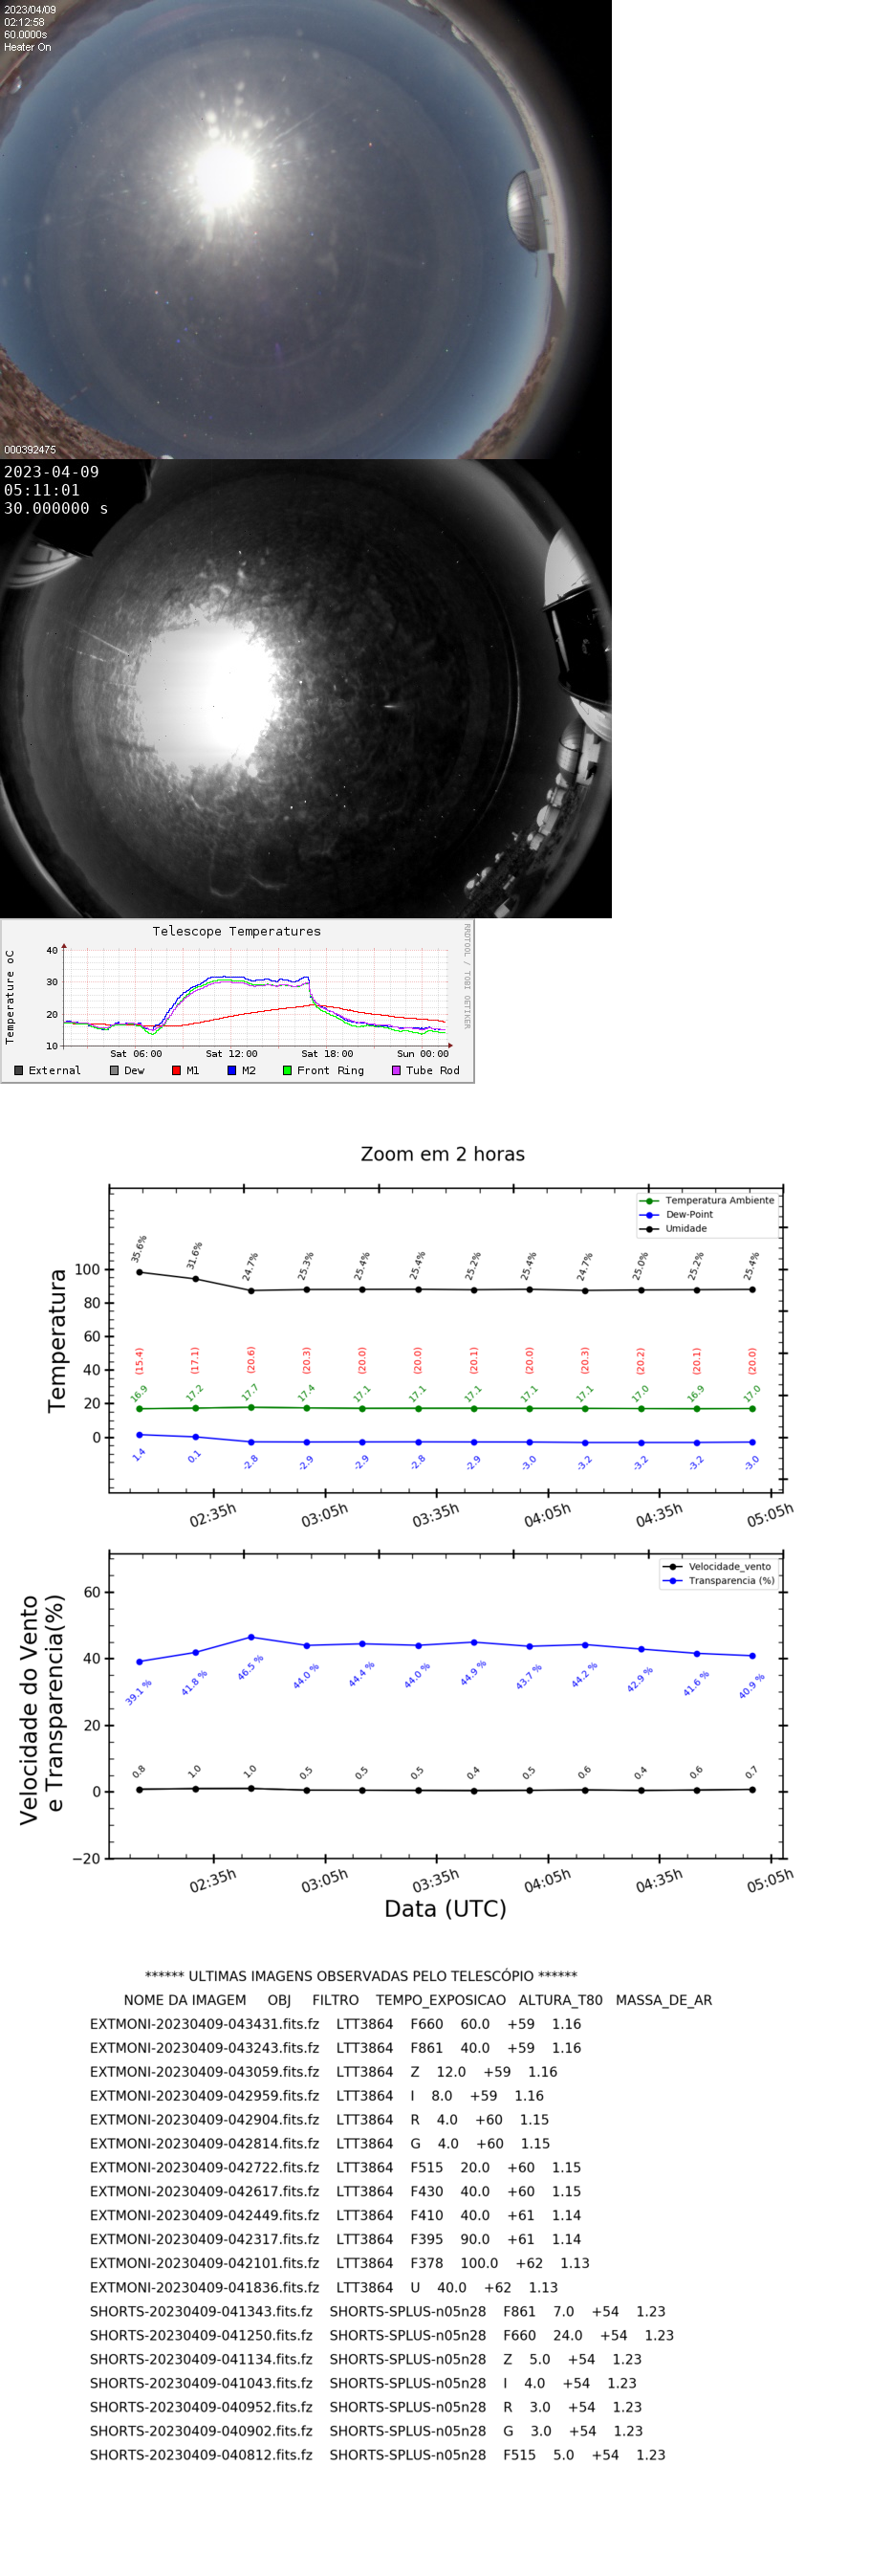 2023/04/09
02:12:58
60.0000s
Heater On
000392475
2023-04-09
05:11:01
30.000000 s
Telescope Temperatures
RRDTOOL / TOBI OETIKER
Temperature oC
40
30
20
10
Sat 06:00 Sat 12:00 Sat 18:00 Sun 00:00
External Dew M1 M2 Front Ring Tube Rod
Zoom em 2 horas
Temperatura Ambiente
Dew-Point
Umidade
Temperatura
100
80
60
40
20
0
35.6% 31.6% 24.7% 25.3% 25.4% 25.4% 25.2% 25.4% 24.7% 25.0% 25.2% 25.4%
(15.4) (17.1) (20.6) (20.3) (20.0) (20.0) (20.1) (20.0) (20.3) (20.2) (20.1) (20.0)
16.9 17.2 17.7 17.4 17.1 17.1 17.1 17.1 17.1 17.0 16.9 17.0
1.4 0.1 -2.8 -2.9 -2.9 -2.8 -2.9 -3.0 -3.2 -3.2 -3.2 -3.0
02:35h 03:05h 03:35h 04:05h 04:35h 05:05h
Velocidade_vento
Transparencia (%)
Velocidade do Vento
e Transparencia(%)
60
40
20
0
−20
39.1 % 41.8 % 46.5 % 44.0 % 44.4 % 44.0 % 44.9 % 43.7 % 44.2 % 42.9 % 41.6 % 40.9 %
0.8 1.0 1.0 0.5 0.5 0.5 0.4 0.5 0.6 0.4 0.6 0.7
02:35h 03:05h 03:35h 04:05h 04:35h 05:05h
Data (UTC)
****** ULTIMAS IMAGENS OBSERVADAS PELO TELESCÓPIO ******
NOME DA IMAGEM OBJ FILTRO TEMPO_EXPOSICAO ALTURA_T80 MASSA_DE_AR
EXTMONI-20230409-043431.fits.fz LTT3864 F660 60.0 +59 1.16
EXTMONI-20230409-043243.fits.fz LTT3864 F861 40.0 +59 1.16
EXTMONI-20230409-043059.fits.fz LTT3864 Z 12.0 +59 1.16
EXTMONI-20230409-042959.fits.fz LTT3864 I 8.0 +59 1.16
EXTMONI-20230409-042904.fits.fz LTT3864 R 4.0 +60 1.15
EXTMONI-20230409-042814.fits.fz LTT3864 G 4.0 +60 1.15
EXTMONI-20230409-042722.fits.fz LTT3864 F515 20.0 +60 1.15
EXTMONI-20230409-042617.fits.fz LTT3864 F430 40.0 +60 1.15
EXTMONI-20230409-042449.fits.fz LTT3864 F410 40.0 +61 1.14
EXTMONI-20230409-042317.fits.fz LTT3864 F395 90.0 +61 1.14
EXTMONI-20230409-042101.fits.fz LTT3864 F378 100.0 +62 1.13
EXTMONI-20230409-041836.fits.fz LTT3864 U 40.0 +62 1.13
SHORTS-20230409-041343.fits.fz SHORTS-SPLUS-n05n28 F861 7.0 +54 1.23
SHORTS-20230409-041250.fits.fz SHORTS-SPLUS-n05n28 F660 24.0 +54 1.23
SHORTS-20230409-041134.fits.fz SHORTS-SPLUS-n05n28 Z 5.0 +54 1.23
SHORTS-20230409-041043.fits.fz SHORTS-SPLUS-n05n28 I 4.0 +54 1.23
SHORTS-20230409-040952.fits.fz SHORTS-SPLUS-n05n28 R 3.0 +54 1.23
SHORTS-20230409-040902.fits.fz SHORTS-SPLUS-n05n28 G 3.0 +54 1.23
SHORTS-20230409-040812.fits.fz SHORTS-SPLUS-n05n28 F515 5.0 +54 1.23